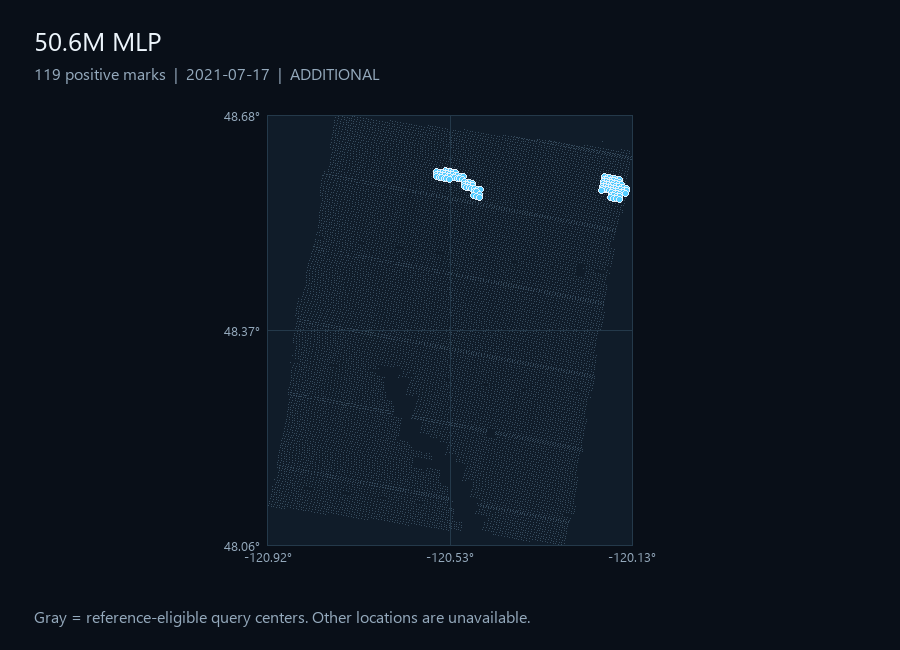 50.6M MLP
119 positive marks | 2021-07-17 | ADDITIONAL
48.68°
48.37°
48.06°
-120.92° -120.53° -120.13°
Gray = reference-eligible query centers. Other locations are unavailable.